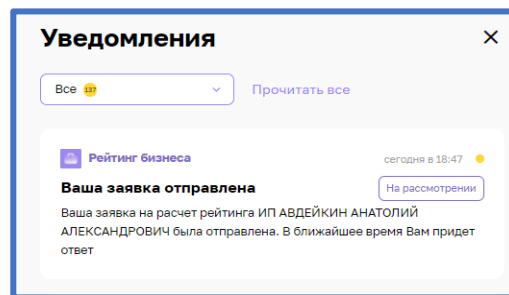 Уведомления
Все 137
Прочитать все
Рейтинг бизнеса
сегодня в 18:47
Ваша заявка отправлена
На рассмотрении
Ваша заявка на расчет рейтинга ИП АВДЕЙКИН АНАТОЛИЙ
АЛЕКСАНДРОВИЧ была отправлена. В ближайшее время Вам придет
ответ